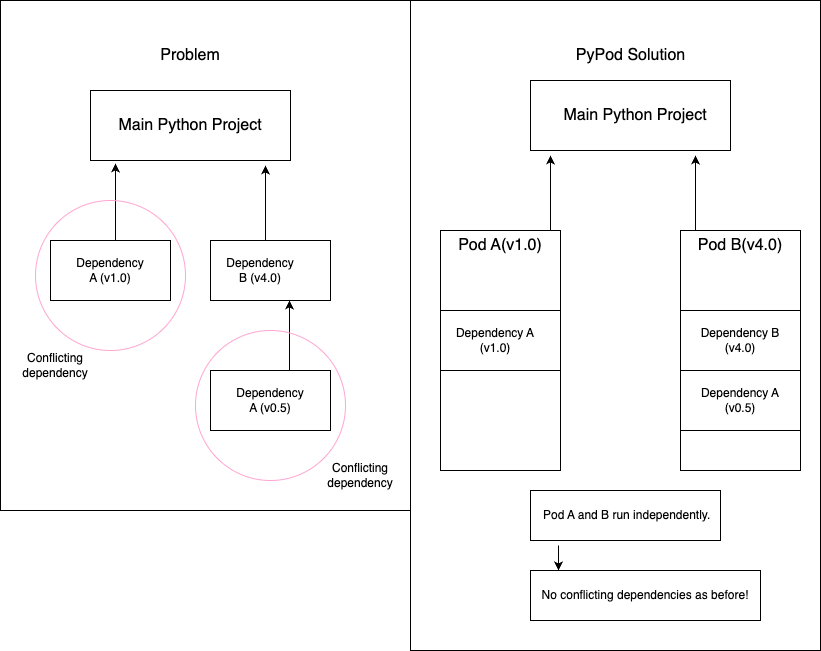 Problem
Main Python Project
Dependency
A (v1.0)
Dependency
B (v4.0)
Conflicting
dependency
Dependency
A (v0.5)
Conflicting
dependency
PyPod Solution
Main Python Project
Pod A(v1.0)
Dependency A
(v1.0)
Pod B(v4.0)
Dependency B
(v4.0)
Dependency A
(v0.5)
Pod A and B run independently.
No conflicting dependencies as before!